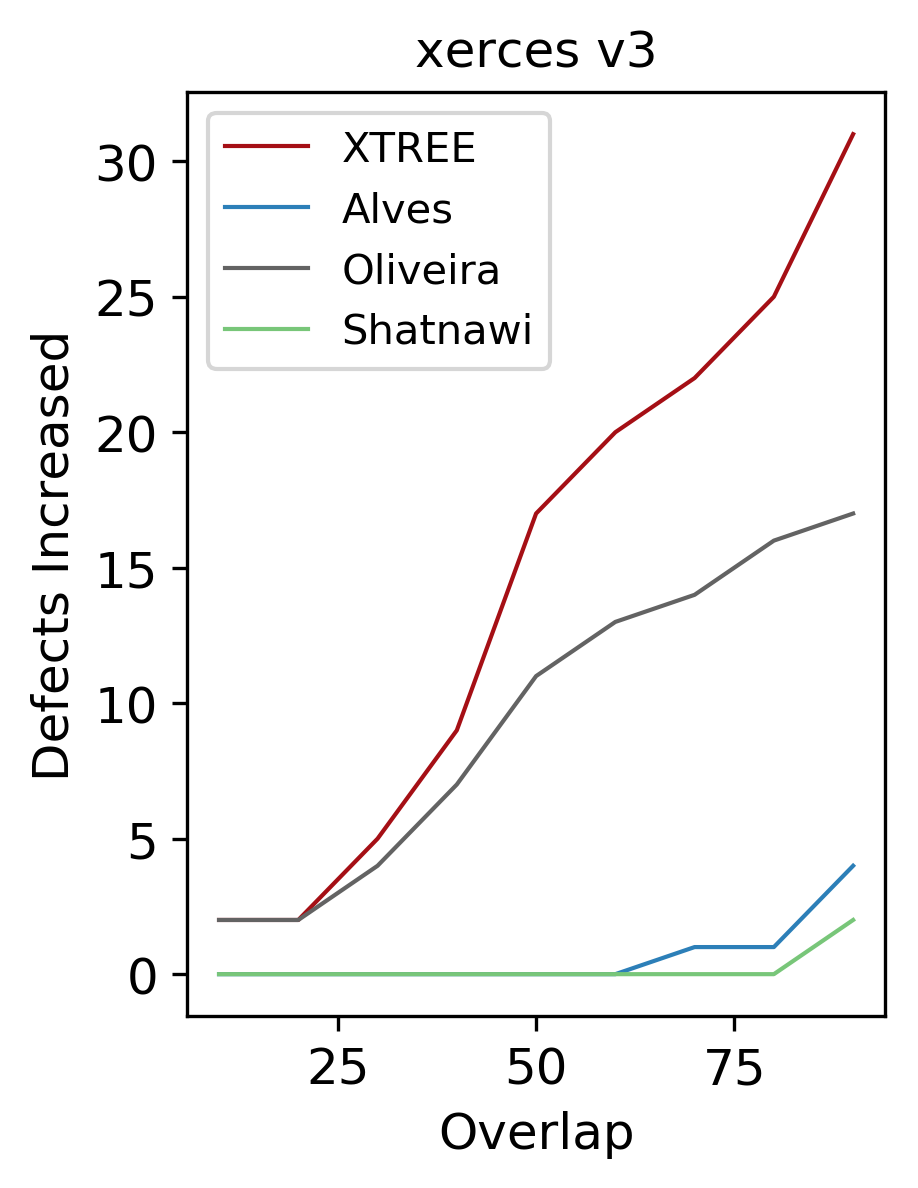 xerces v3
XTREE
Alves
Oliveira
Shatnawi
30
25
20
15
10
5
0
Defects Increased
25 50 75
Overlap